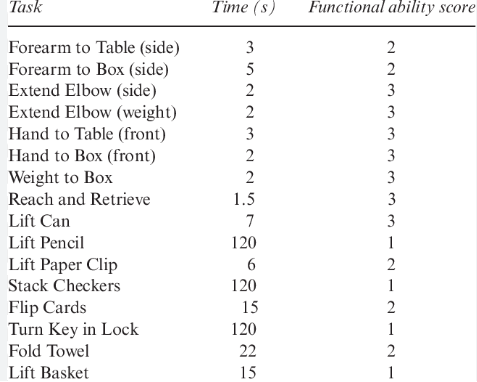 Task Time (s) Functional ability score
Forearm to Table (side) 3 2
Forearm to Box (side) 5 2
Extend Elbow (side) 2 3
Extend Elbow (weight) 2 3
Hand to Table (front) 3 3
Hand to Box (front) 2 3
Weight to Box 2 3
Reach and Retrieve 1.5 3
Lift Can 7 3
Lift Pencil 120 1
Lift Paper Clip 6 2
Stack Checkers 120 1
Flip Cards 15 2
Turn Key in Lock 120 1
Fold Towel 22 2
Lift Basket 15 1